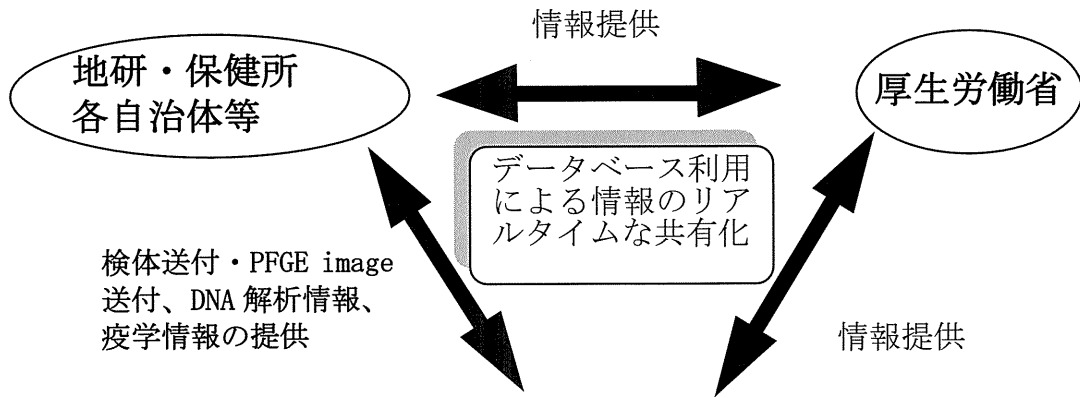 情報提供
地研・保健所
各自治体等
厚生労働省
データベース利用
による情報のリア
ルタイムな共有化
検体送付・PFGE image
送付、DNA 解析情報、
疫学情報の提供
情報提供